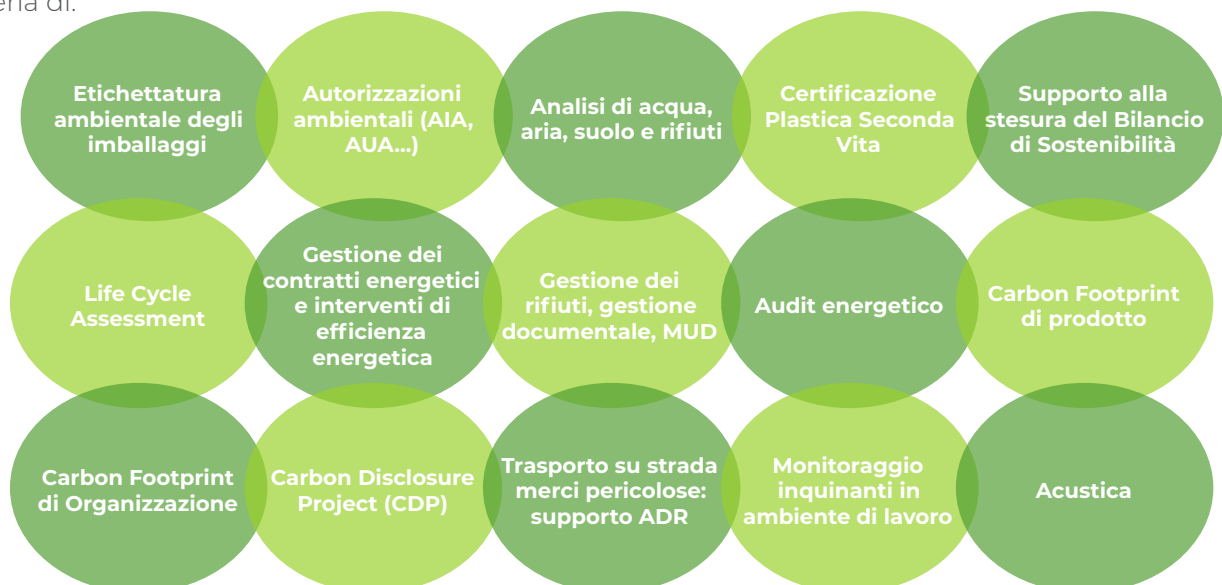 di:
Etichettatura
ambientale degli
imballaggi
Autorizzazioni
ambientali (AIA,
AUA...)
Analisi di acqua,
aria, suolo e rifiuti
Certificazione
Plastica Seconda
Vita
Supporto alla
stesura del Bilancio
di Sostenibilità
Life Cycle
Assessment
Gestione dei
contratti energetici
e interventi di
efficienza
energetica
Gestione dei
rifiuti, gestione
documentale, MUD
Audit energetico
Carbon Footprint
di prodotto
Carbon Footprint
di Organizzazione
Carbon Disclosure
Project (CDP)
Trasporto su strada
merci pericolose:
supporto ADR
Monitoraggio
inquinanti in
ambiente di lavoro
Acustica